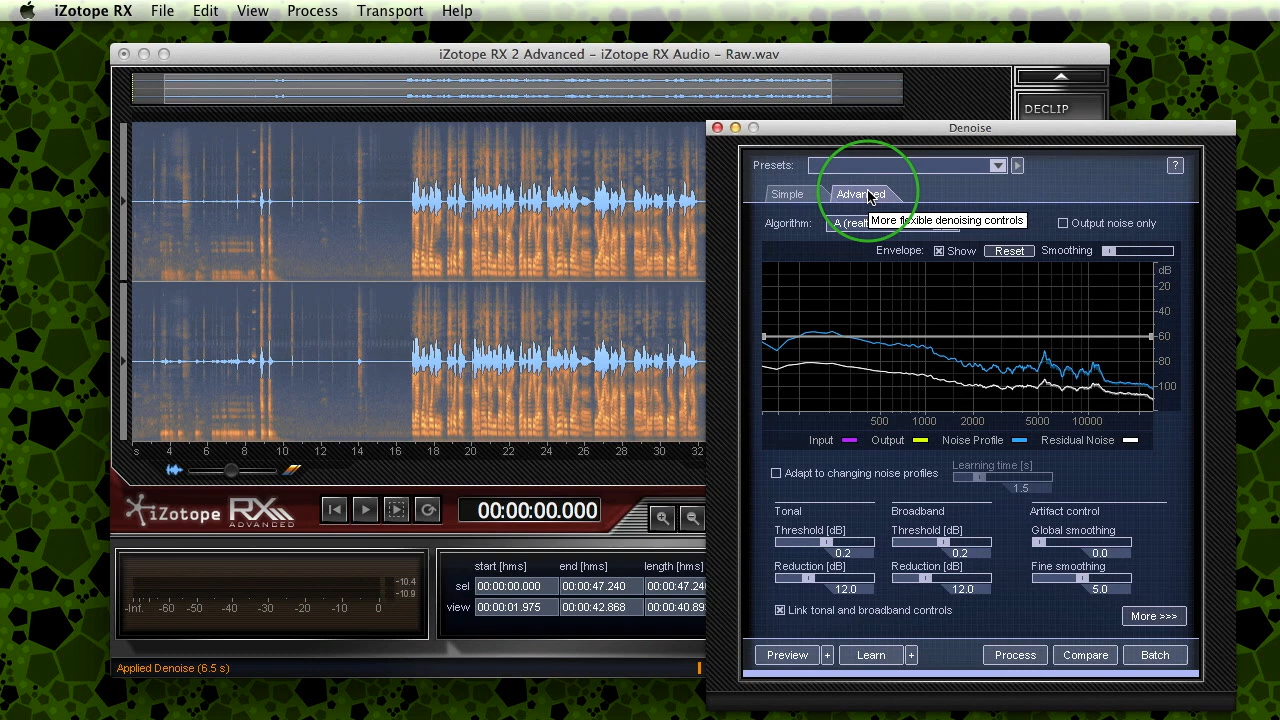 iZotope RX File Edit View Process Transport Help
iZotope RX 2 Advanced – iZotope RX Audio – Raw.wav
DECLIP
Denoise
Presets:
?
Simple
Advanced
More flexible denoising controls
Algorithm:
Output noise only
Envelope: Show Reset Smoothing
dB
-20
-40
-60
-80
-100
500 1000 2000 5000 10000
Input Output Noise Profile Residual Noise
s 4 6 8 10 12 14 16 18 20 22 24 26 28 30 32
Adapt to changing noise profiles
Learning time [s]
1.5
iZotope RX
ADVANCED
00:00:00.000
Tonal Broadband Artifact control
Threshold [dB] Threshold [dB] Global smoothing
0.2 0.2 0.0
Reduction [dB] Reduction [dB] Fine smoothing
12.0 12.0 5.0
Link tonal and broadband controls
More >>>
start [hms] end [hms] length [hms]
sel 00:00:00.000 00:00:47.240 00:00:47.24
view 00:00:01.975 00:00:42.868 00:00:40.89
-10.4
-10.9
-Inf. -60 -50 -40 -30 -20 -10 0
Preview + Learn + Process Compare Batch
Applied Denoise (6.5 s)